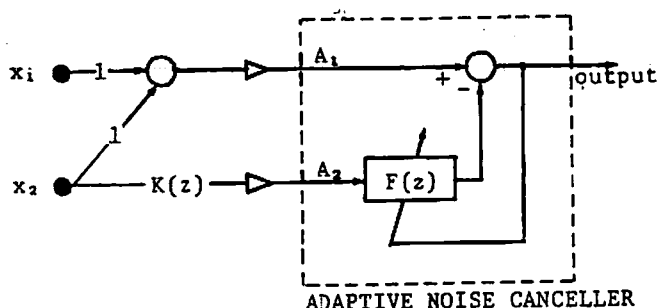 x₁ 1 A₁ + - output
1
x₂ K(z) A₂ F(z)
ADAPTIVE NOISE CANCELLER